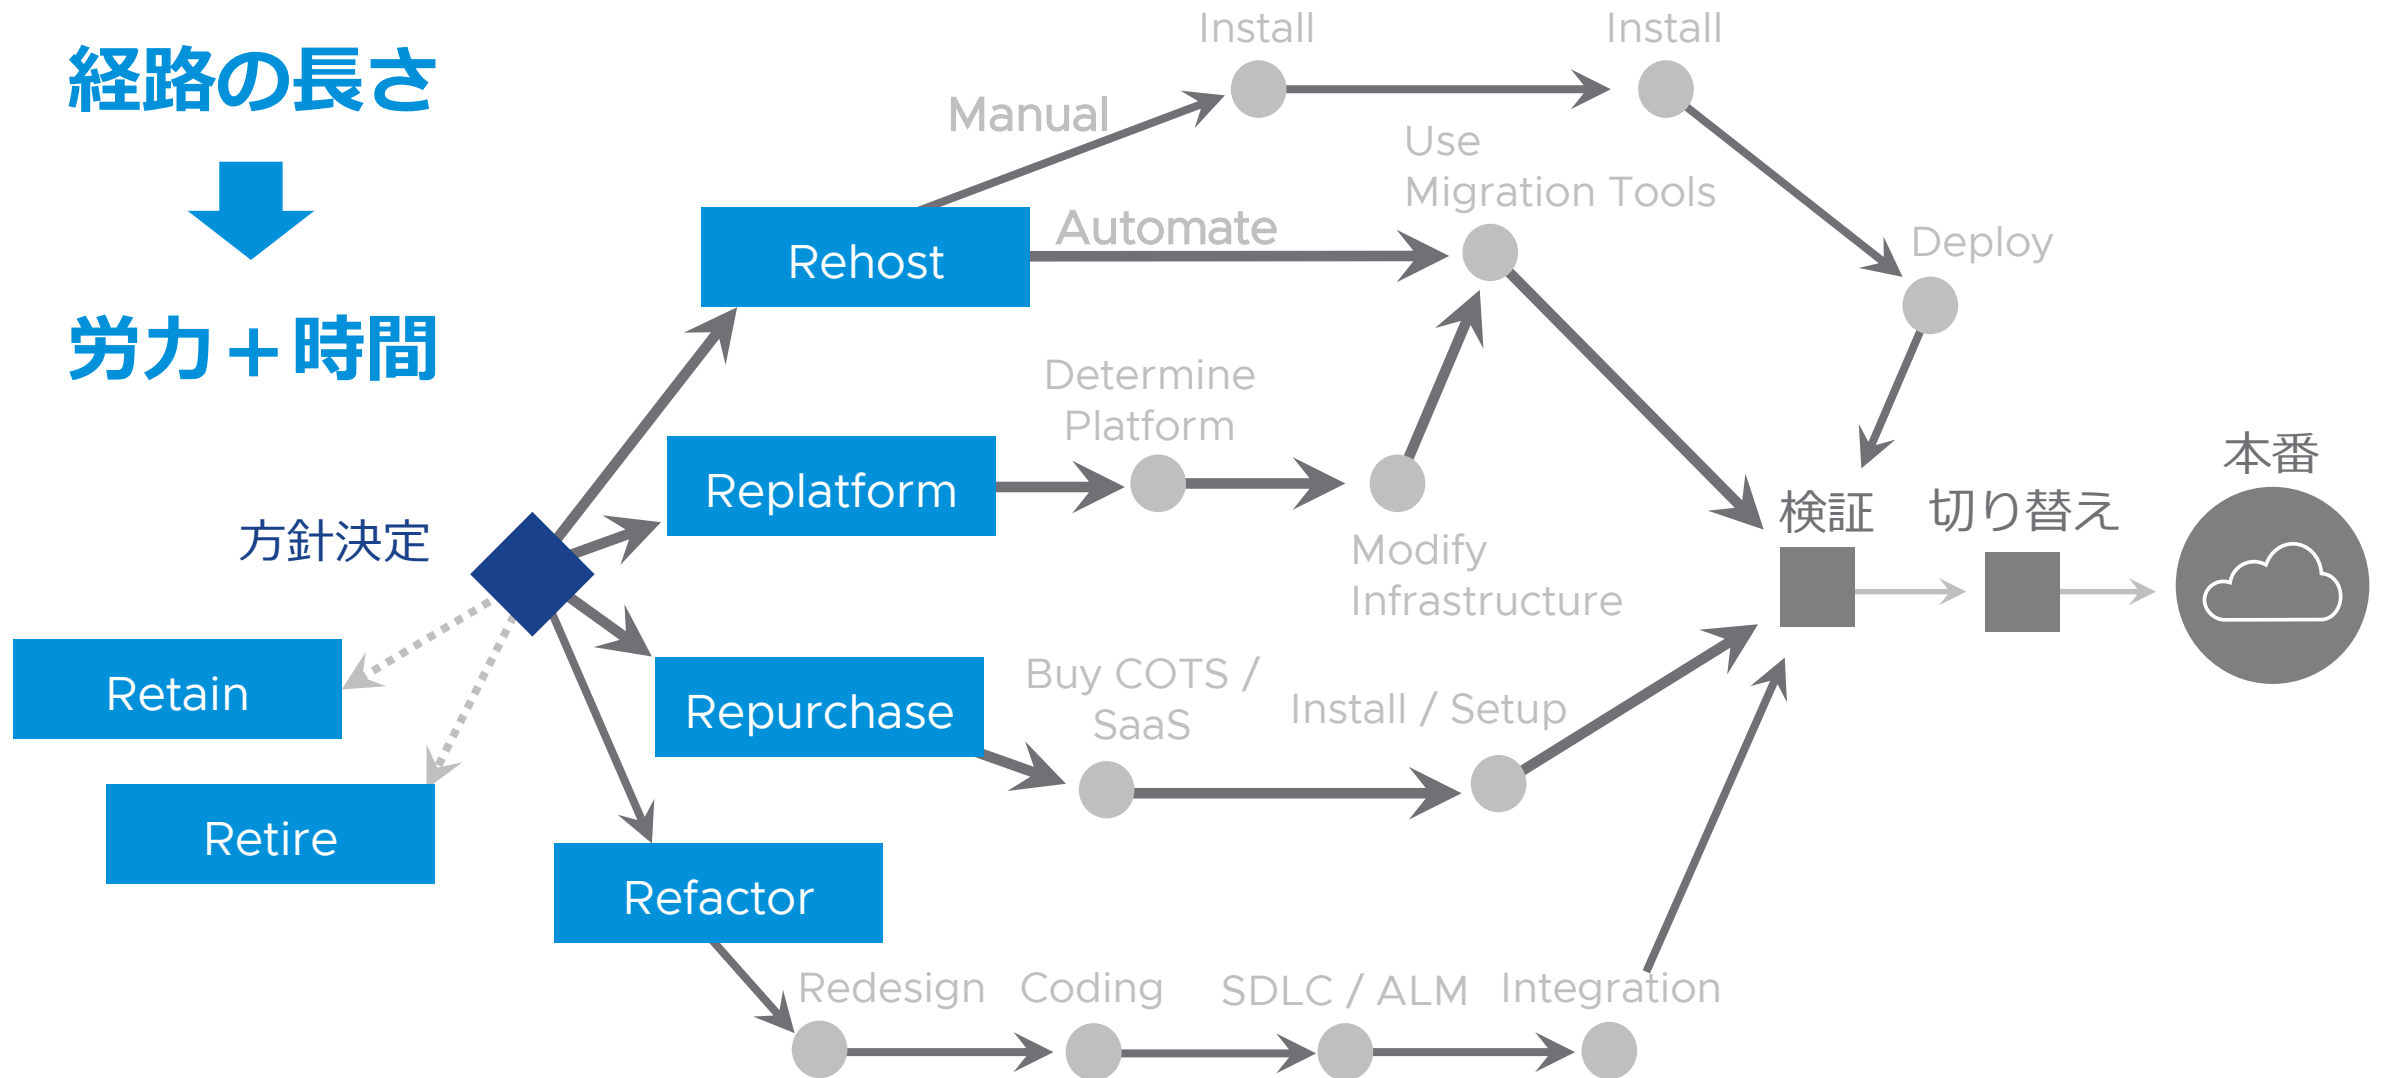 経路の長さ
労力＋時間
方針決定
Retain
Retire
Rehost
Manual
Install
Install
Deploy
Automate
Use
Migration Tools
Replatform
Determine
Platform
Modify
Infrastructure
Repurchase
Buy COTS /
SaaS
Install / Setup
Refactor
Redesign
Coding
SDLC / ALM
Integration
検証
切り替え
本番